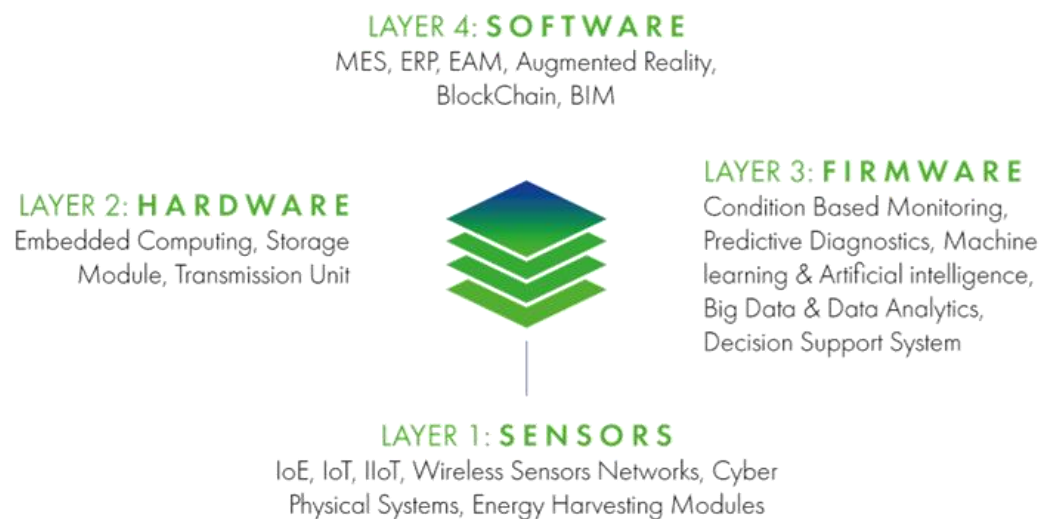 LAYER 4: SOFTWARE
MES, ERP, EAM, Augmented Reality,
BlockChain, BIM
LAYER 2: HARDWARE
Embedded Computing, Storage
Module, Transmission Unit
LAYER 3: FIRMWARE
Condition Based Monitoring,
Predictive Diagnostics, Machine
learning & Artificial intelligence,
Big Data & Data Analytics,
Decision Support System
LAYER 1: SENSORS
IoE, IoT, IIoT, Wireless Sensors Networks, Cyber
Physical Systems, Energy Harvesting Modules